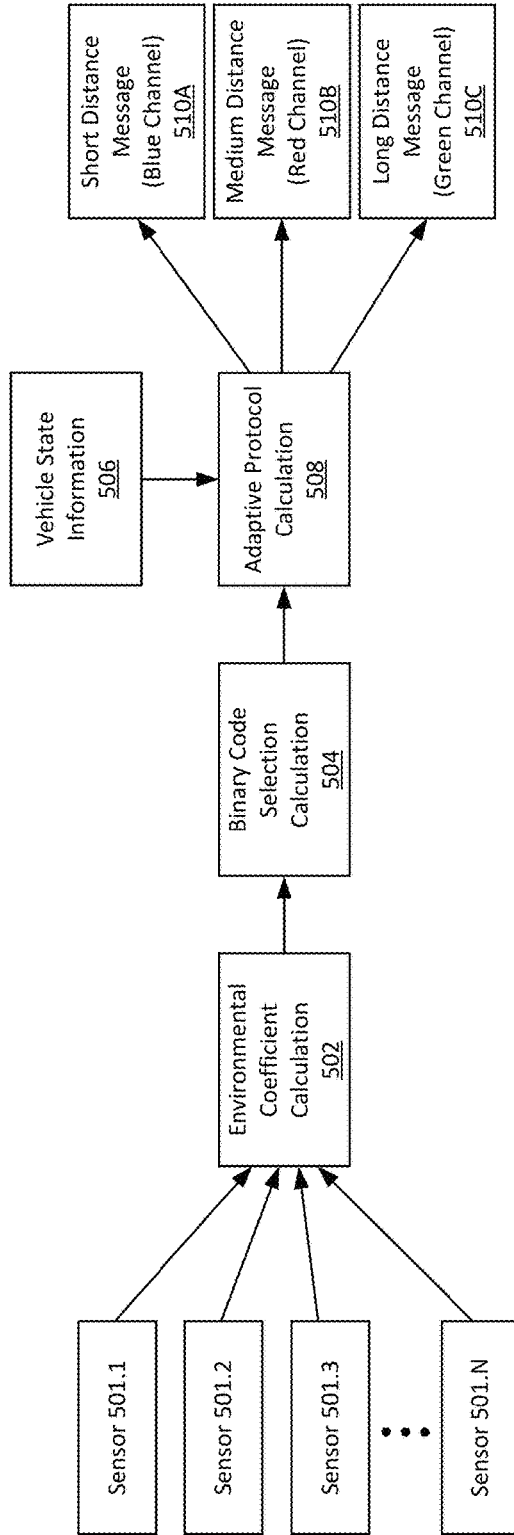 Sensor 501.1
Sensor 501.2
Sensor 501.3
Sensor 501.N
Environmental
Coefficient
Calculation
502
Binary Code
Selection
Calculation
504
Vehicle State
Information
506
Adaptive Protocol
Calculation
508
Short Distance
Message
(Blue Channel)
510A
Medium Distance
Message
(Red Channel)
510B
Long Distance
Message
(Green Channel)
510C